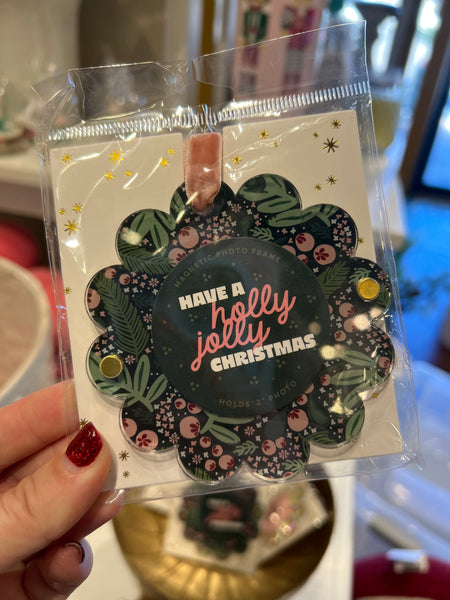 MAGNETIC PHOTO FRAME
HAVE A
holly
jolly
CHRISTMAS
HOLDS 2" PHOTO